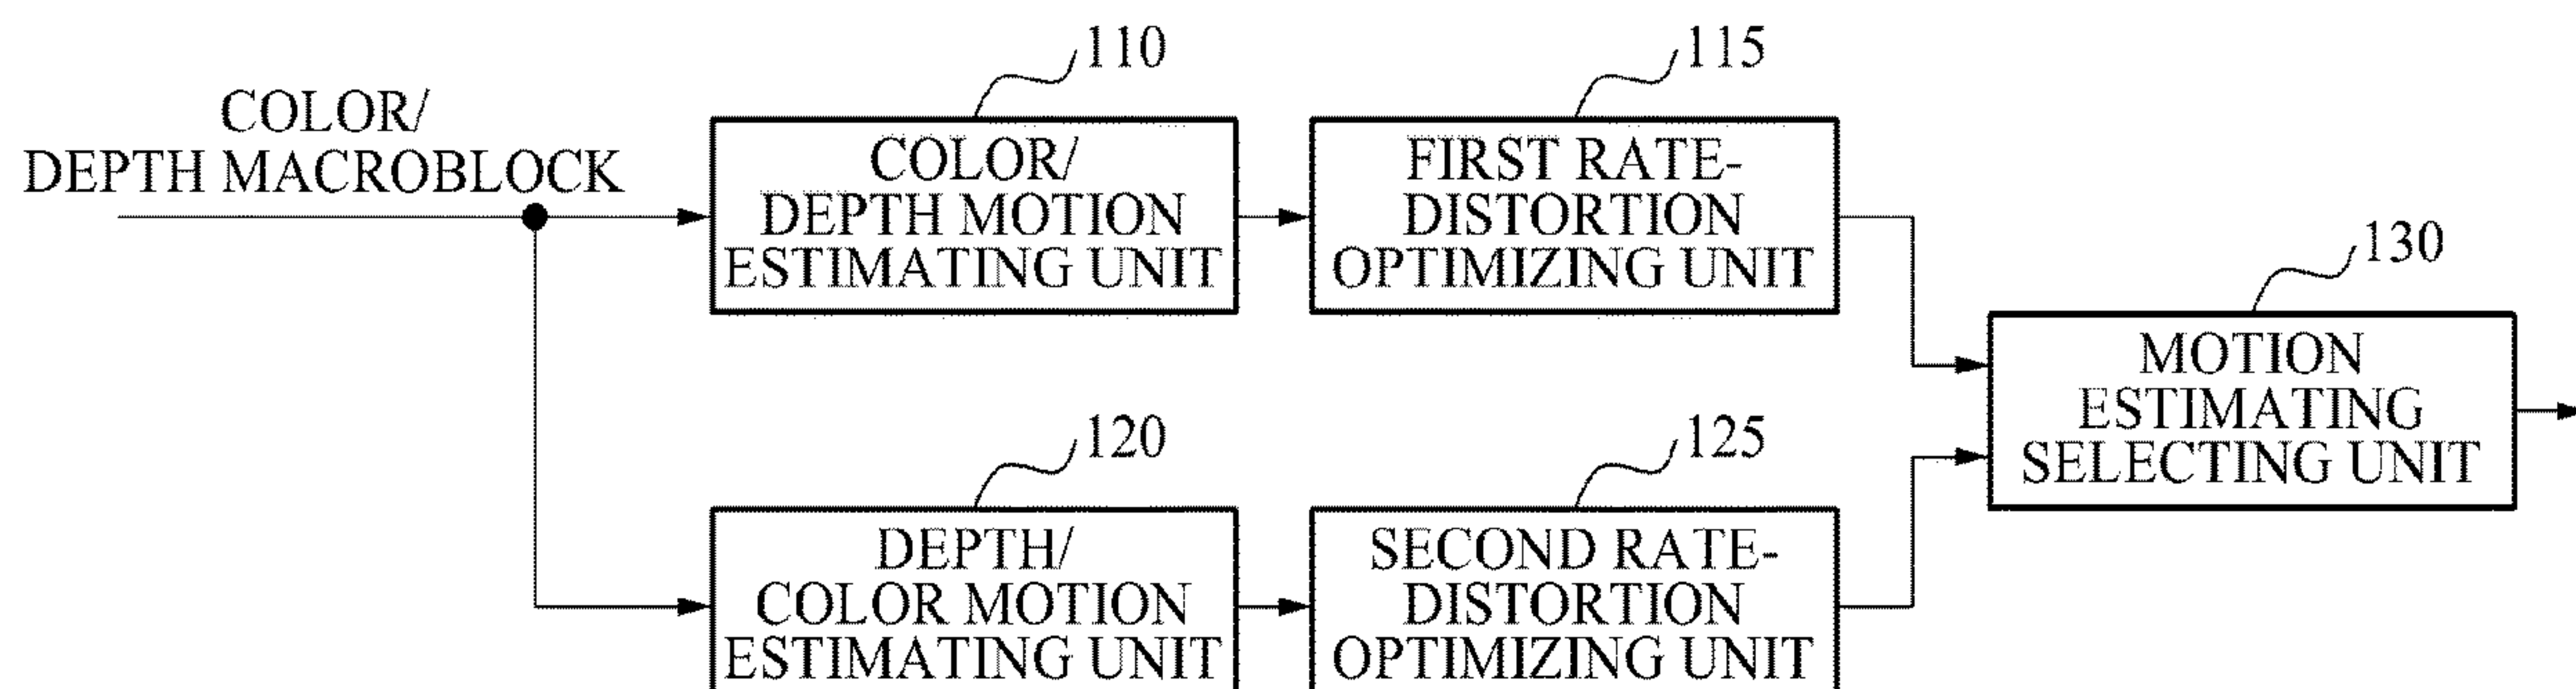 110
115
COLOR/
DEPTH MACROBLOCK
COLOR/
DEPTH MOTION
ESTIMATING UNIT
FIRST RATE-
DISTORTION
OPTIMIZING UNIT
130
MOTION
ESTIMATING
SELECTING UNIT
120
125
DEPTH/
COLOR MOTION
ESTIMATING UNIT
SECOND RATE-
DISTORTION
OPTIMIZING UNIT